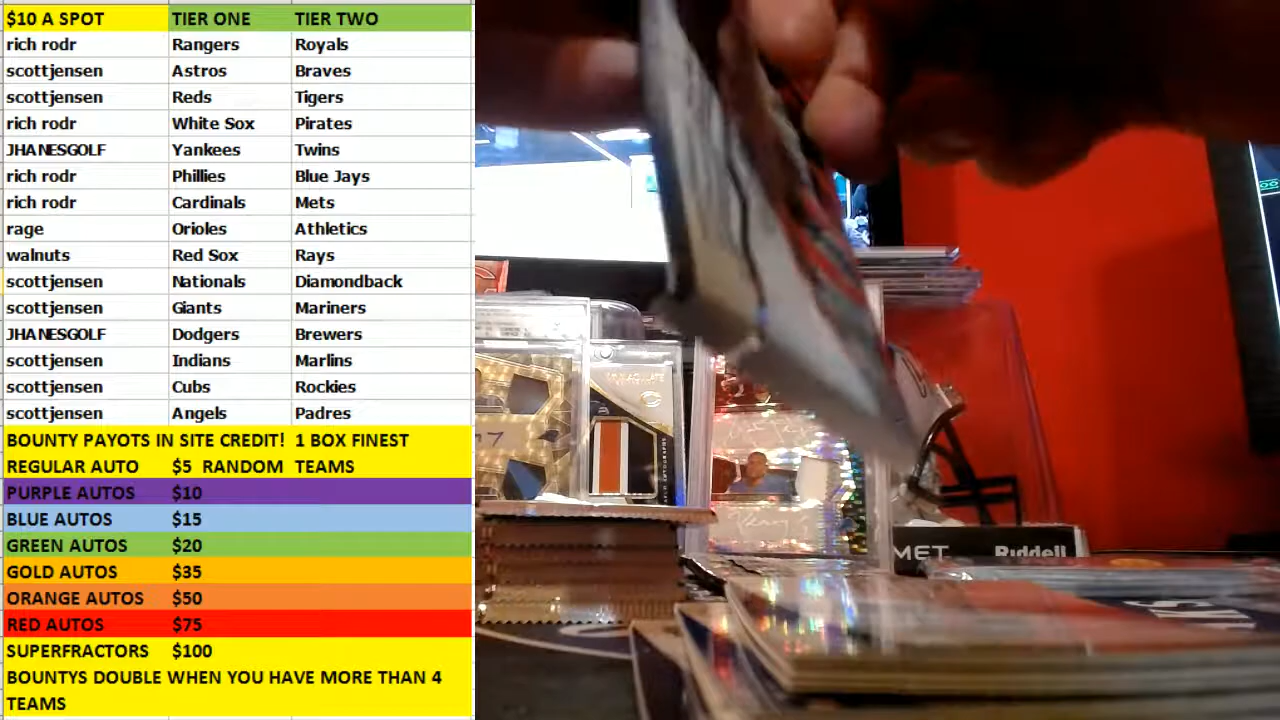 $10 A SPOT TIER ONE TIER TWO
rich rodr Rangers Royals
scottjensen Astros Braves
scottjensen Reds Tigers
rich rodr White Sox Pirates
JHANESGOLF Yankees Twins
rich rodr Phillies Blue Jays
rich rodr Cardinals Mets
rage Orioles Athletics
walnuts Red Sox Rays
scottjensen Nationals Diamondback
scottjensen Giants Mariners
JHANESGOLF Dodgers Brewers
scottjensen Indians Marlins
scottjensen Cubs Rockies
scottjensen Angels Padres
BOUNTY PAYOTS IN SITE CREDIT! 1 BOX FINEST
REGULAR AUTO $5 RANDOM TEAMS
PURPLE AUTOS $10
BLUE AUTOS $15
GREEN AUTOS $20
GOLD AUTOS $35
ORANGE AUTOS $50
RED AUTOS $75
SUPERFRACTORS $100
BOUNTYS DOUBLE WHEN YOU HAVE MORE THAN 4
TEAMS
IMMACULATE
MET Riddell